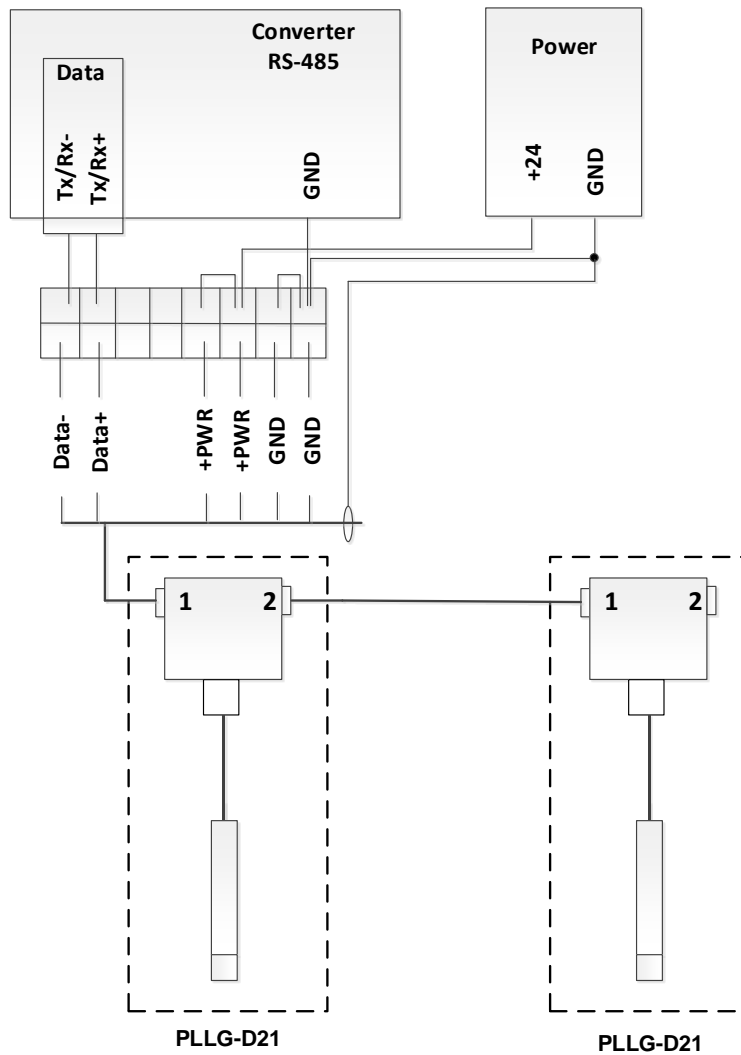 Converter
RS-485
Power
Data
Tx/Rx-
Tx/Rx+
GND
+24
GND
Data-
Data+
+PWR
+PWR
GND
GND
1 2
1 2
PLLG-D21
PLLG-D21